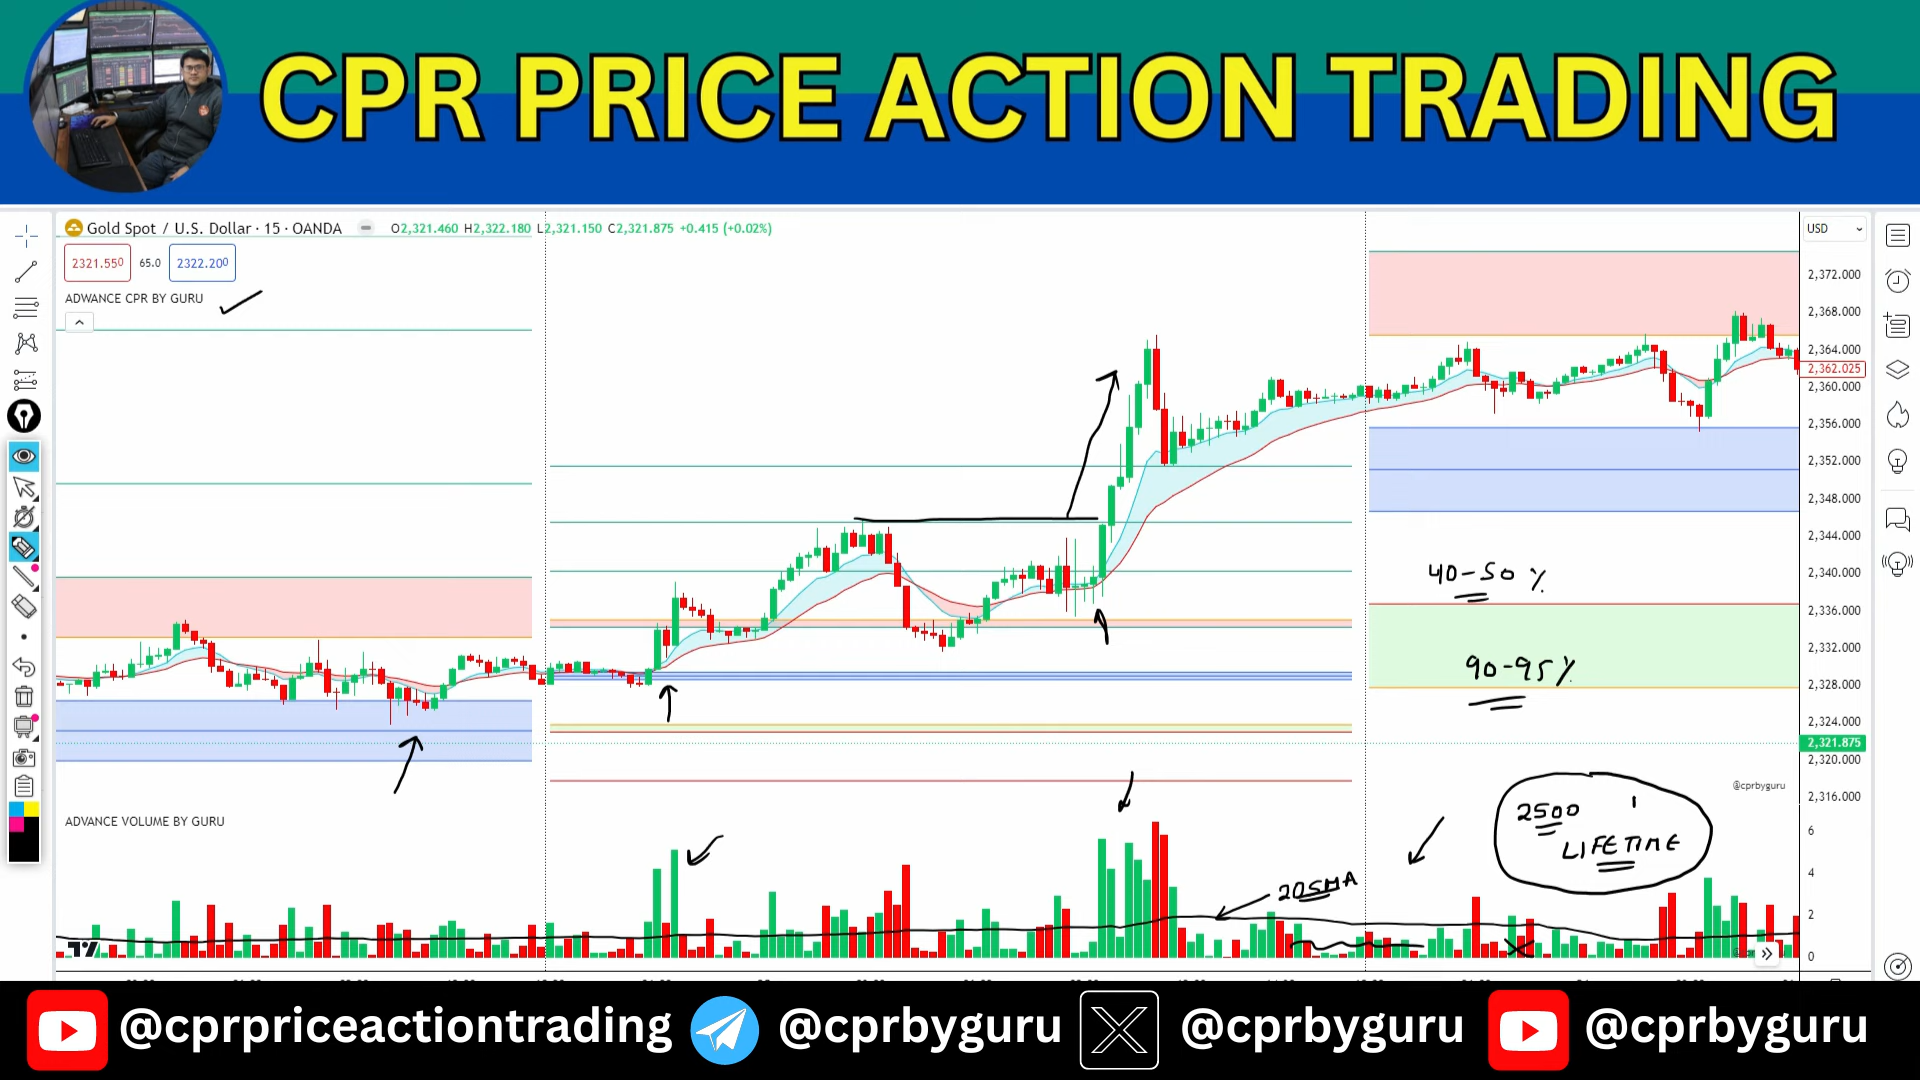 CPR PRICE ACTION TRADING
Gold Spot / U.S. Dollar · 15 · OANDA
O2,321.460 H2,322.180 L2,321.150 C2,321.875 +0.415 (+0.02%)
USD
2321.550
65.0
2322.200
ADWANCE CPR BY GURU
2,372.000
2,368.000
2,364.000
2,362.025
2,360.000
2,356.000
2,352.000
2,348.000
2,344.000
2,340.000
2,336.000
2,332.000
2,328.000
2,324.000
2,321.875
2,320.000
2,316.000
40-50 %
90-95%
@cprbyguru
2500
LIFETIME
ADVANCE VOLUME BY GURU
20SMA
6
4
2
0
@cprpriceactiontrading
@cprbyguru
@cprbyguru
@cprbyguru